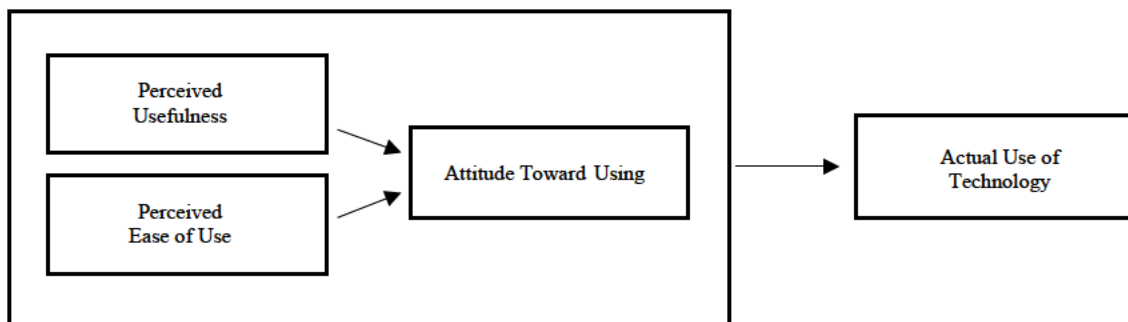 Perceived
Usefulness
Perceived
Ease of Use
Attitude Toward Using
Actual Use of
Technology